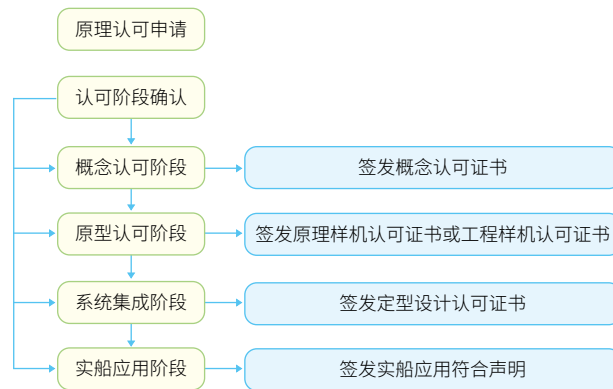 原理认可申请
认可阶段确认
概念认可阶段
签发概念认可证书
原型认可阶段
签发原理样机认可证书或工程样机认可证书
系统集成阶段
签发定型设计认可证书
实船应用阶段
签发实船应用符合声明